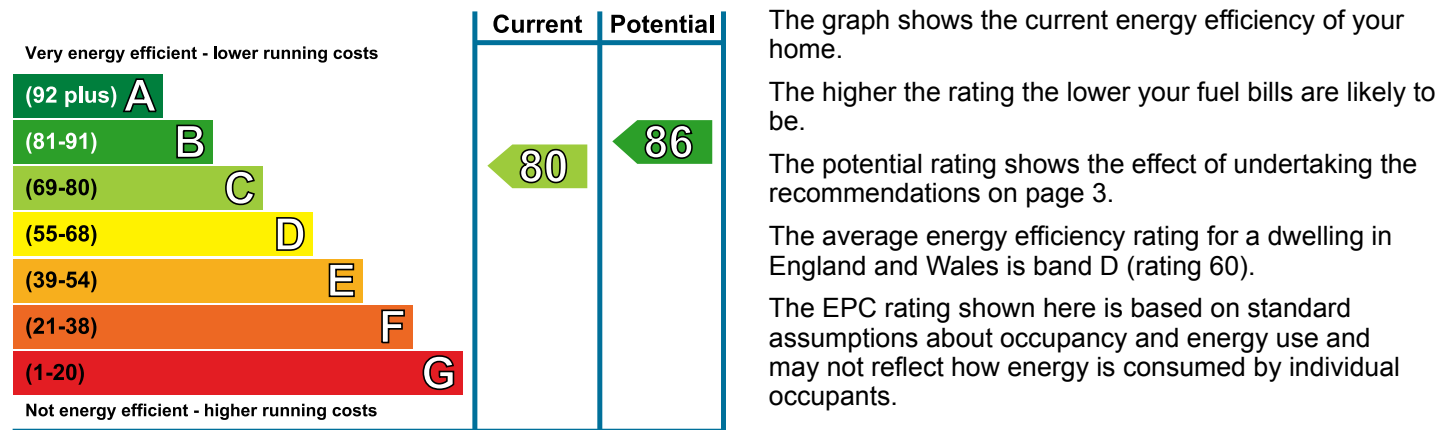 Current Potential
Very energy efficient - lower running costs
(92 plus) A
(81-91) B
(69-80) C
(55-68) D
(39-54) E
(21-38) F
(1-20) G
Not energy efficient - higher running costs
80
86
The graph shows the current energy efficiency of your
home.
The higher the rating the lower your fuel bills are likely to
be.
The potential rating shows the effect of undertaking the
recommendations on page 3.
The average energy efficiency rating for a dwelling in
England and Wales is band D (rating 60).
The EPC rating shown here is based on standard
assumptions about occupancy and energy use and
may not reflect how energy is consumed by individual
occupants.